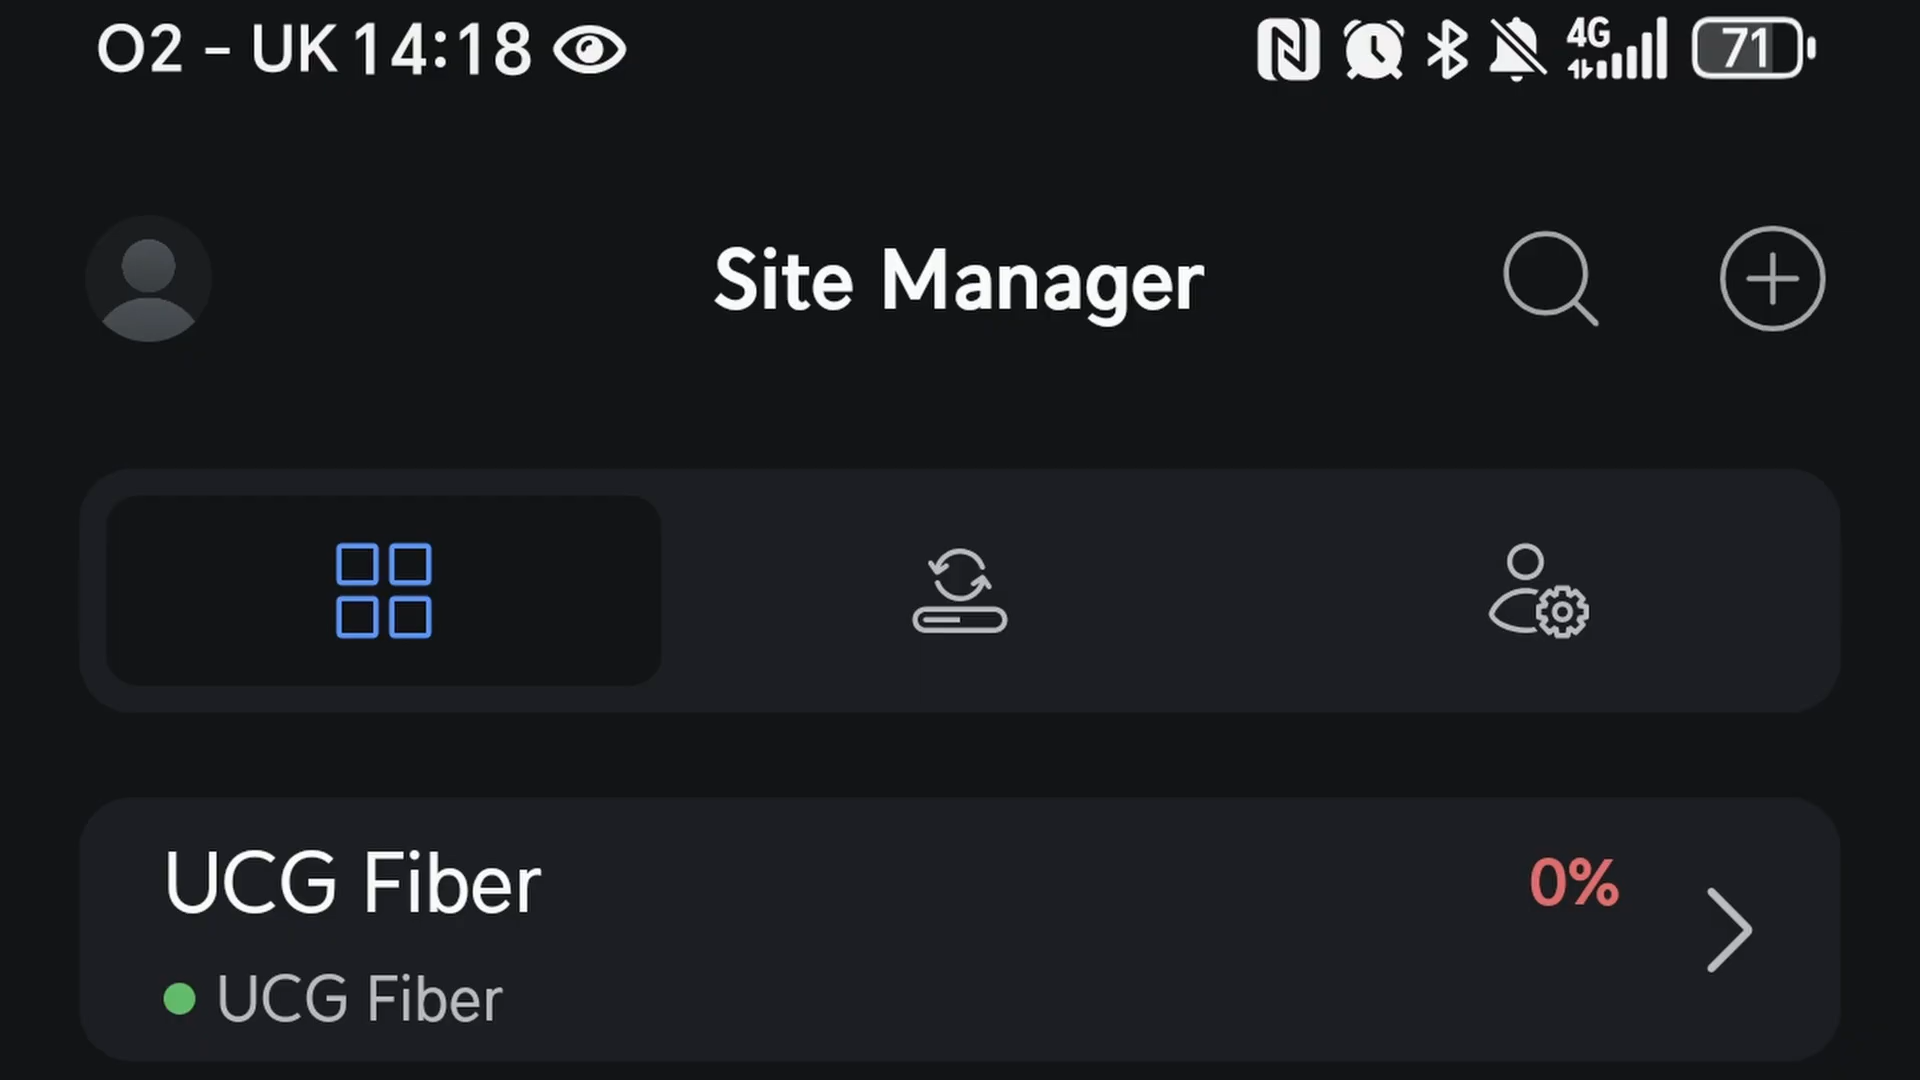 O2 - UK 14:18 4G 71
Site Manager
UCG Fiber 0%
UCG Fiber